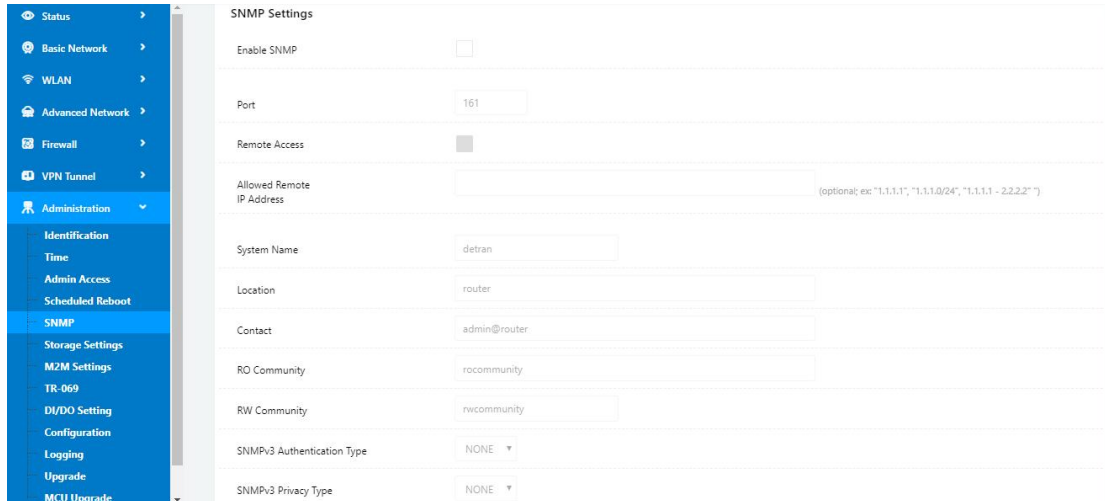 Status
Basic Network
WLAN
Advanced Network
Firewall
VPN Tunnel
Administration
Identification
Time
Admin Access
Scheduled Reboot
SNMP
Storage Settings
M2M Settings
TR-069
DI/DO Setting
Configuration
Logging
Upgrade
MCU Upgrade
SNMP Settings
Enable SNMP
Port 161
Remote Access
Allowed Remote
IP Address
(optional; ex: "1.1.1.1", "1.1.1.0/24", "1.1.1.1 - 2.2.2.2" ")
System Name detran
Location router
Contact admin@router
RO Community rocommunity
RW Community rwcommunity
SNMPv3 Authentication Type NONE
SNMPv3 Privacy Type NONE